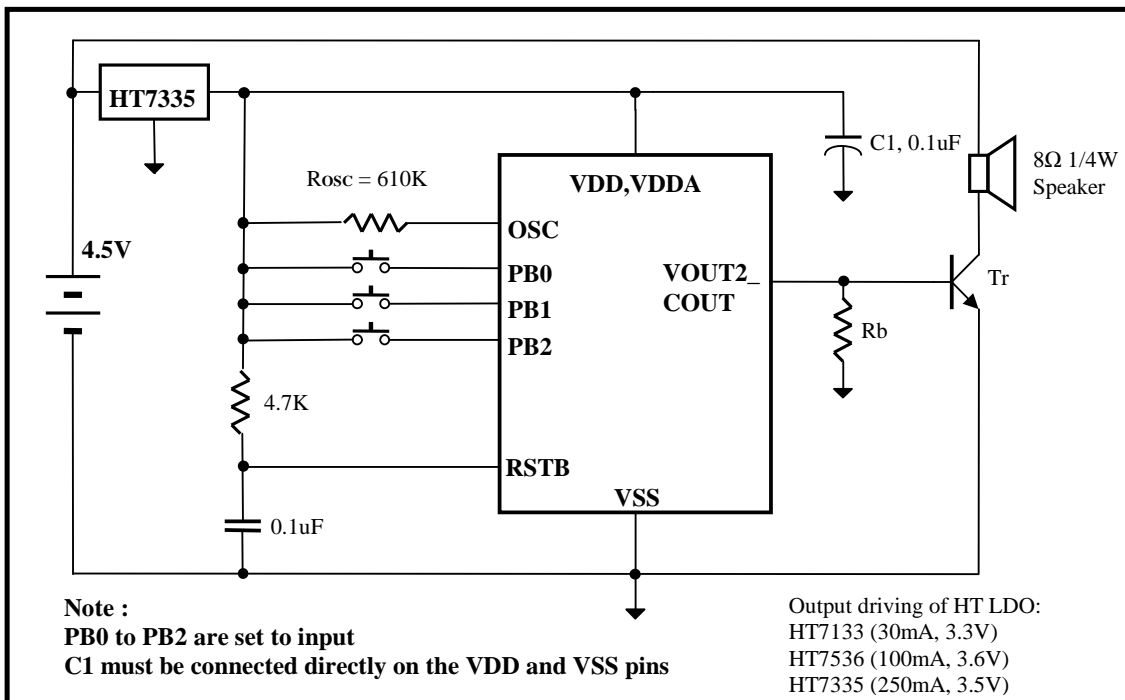 HT7335
C1, 0.1uF
8Ω 1/4W
Speaker
Rosc = 610K
VDD,VDDA
OSC
4.5V
PB0
VOUT2_
COUT
Tr
PB1
PB2
Rb
4.7K
RSTB
VSS
0.1uF
Note :
PB0 to PB2 are set to input
C1 must be connected directly on the VDD and VSS pins
Output driving of HT LDO:
HT7133 (30mA, 3.3V)
HT7536 (100mA, 3.6V)
HT7335 (250mA, 3.5V)